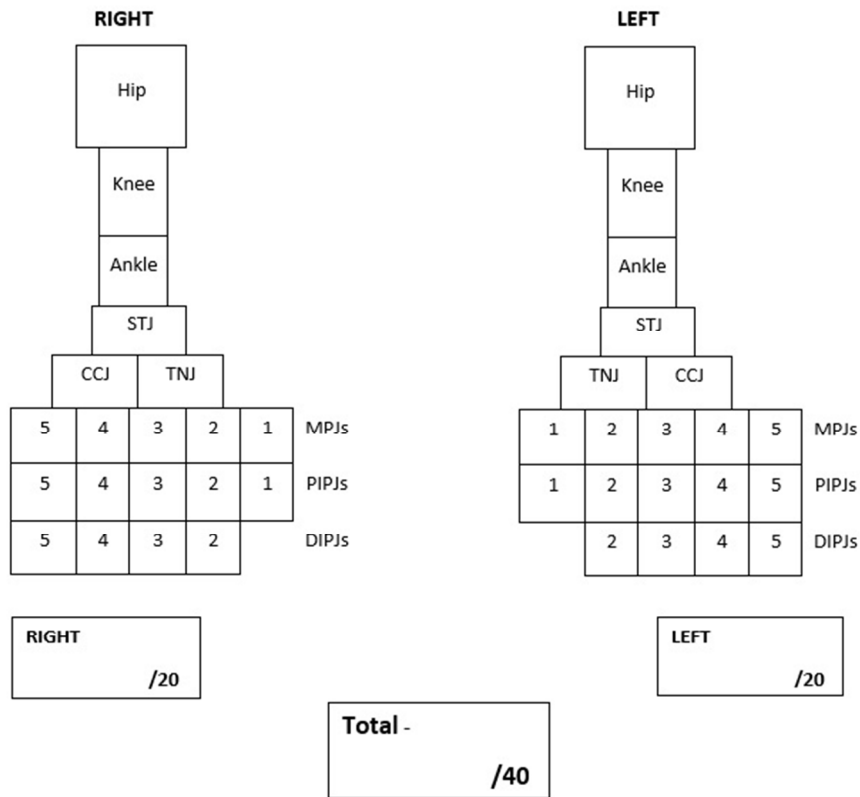 RIGHT LEFT
Hip Hip
Knee Knee
Ankle Ankle
STJ STJ
CCJ TNJ TNJ CCJ
5 4 3 2 1 MPJs 1 2 3 4 5 MPJs
5 4 3 2 1 PIPJs 1 2 3 4 5 PIPJs
5 4 3 2 DIPJs 2 3 4 5 DIPJs
RIGHT LEFT
/20 /20
Total -
/40